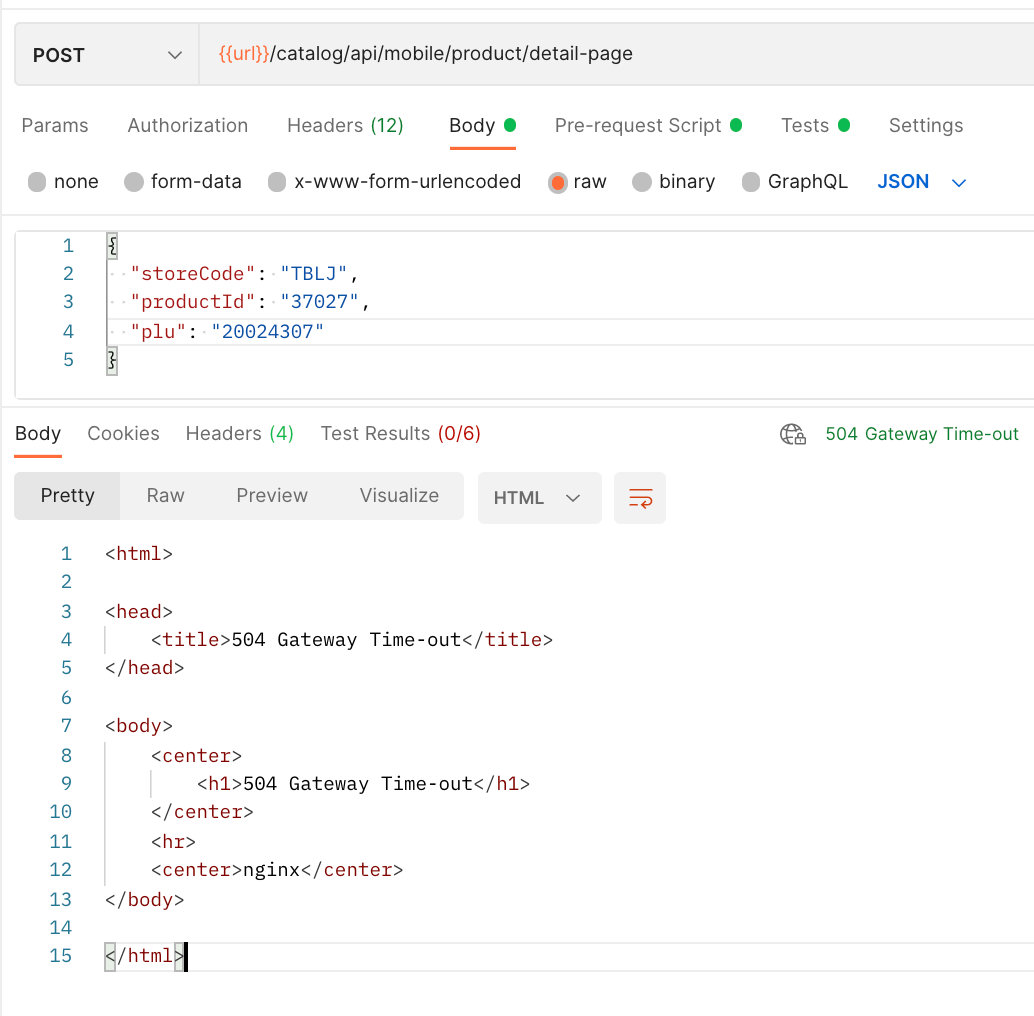 POST {{url}}/catalog/api/mobile/product/detail-page
Params Authorization Headers (12) Body Pre-request Script Tests Settings
none form-data x-www-form-urlencoded raw binary GraphQL JSON
1 {
2 "storeCode": "TBLJ",
3 "productId": "37027",
4 "plu": "20024307"
5 }
Body Cookies Headers (4) Test Results (0/6) 504 Gateway Time-out
Pretty Raw Preview Visualize HTML
1 <html>
2
3 <head>
4 <title>504 Gateway Time-out</title>
5 </head>
6
7 <body>
8 <center>
9 <h1>504 Gateway Time-out</h1>
10 </center>
11 <hr>
12 <center>nginx</center>
13 </body>
14
15 </html>